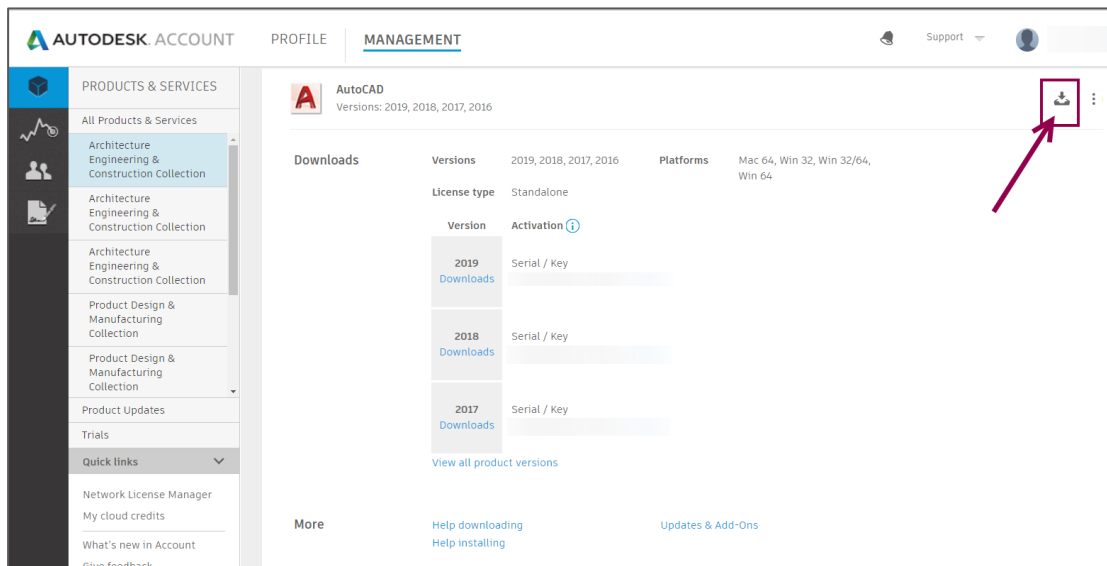 AUTODESK. ACCOUNT
PROFILE
MANAGEMENT
Support
PRODUCTS & SERVICES
All Products & Services
Architecture
Engineering &
Construction Collection
Architecture
Engineering &
Construction Collection
Architecture
Engineering &
Construction Collection
Product Design &
Manufacturing
Collection
Product Design &
Manufacturing
Collection
Product Updates
Trials
Quick links
Network License Manager
My cloud credits
What's new in Account
Give feedback
AutoCAD
Versions: 2019, 2018, 2017, 2016
Downloads
Versions 2019, 2018, 2017, 2016
Platforms Mac 64, Win 32, Win 32/64,
Win 64
License type Standalone
Version Activation
2019 Serial / Key
Downloads
2018 Serial / Key
Downloads
2017 Serial / Key
Downloads
View all product versions
More
Help downloading
Help installing
Updates & Add-Ons